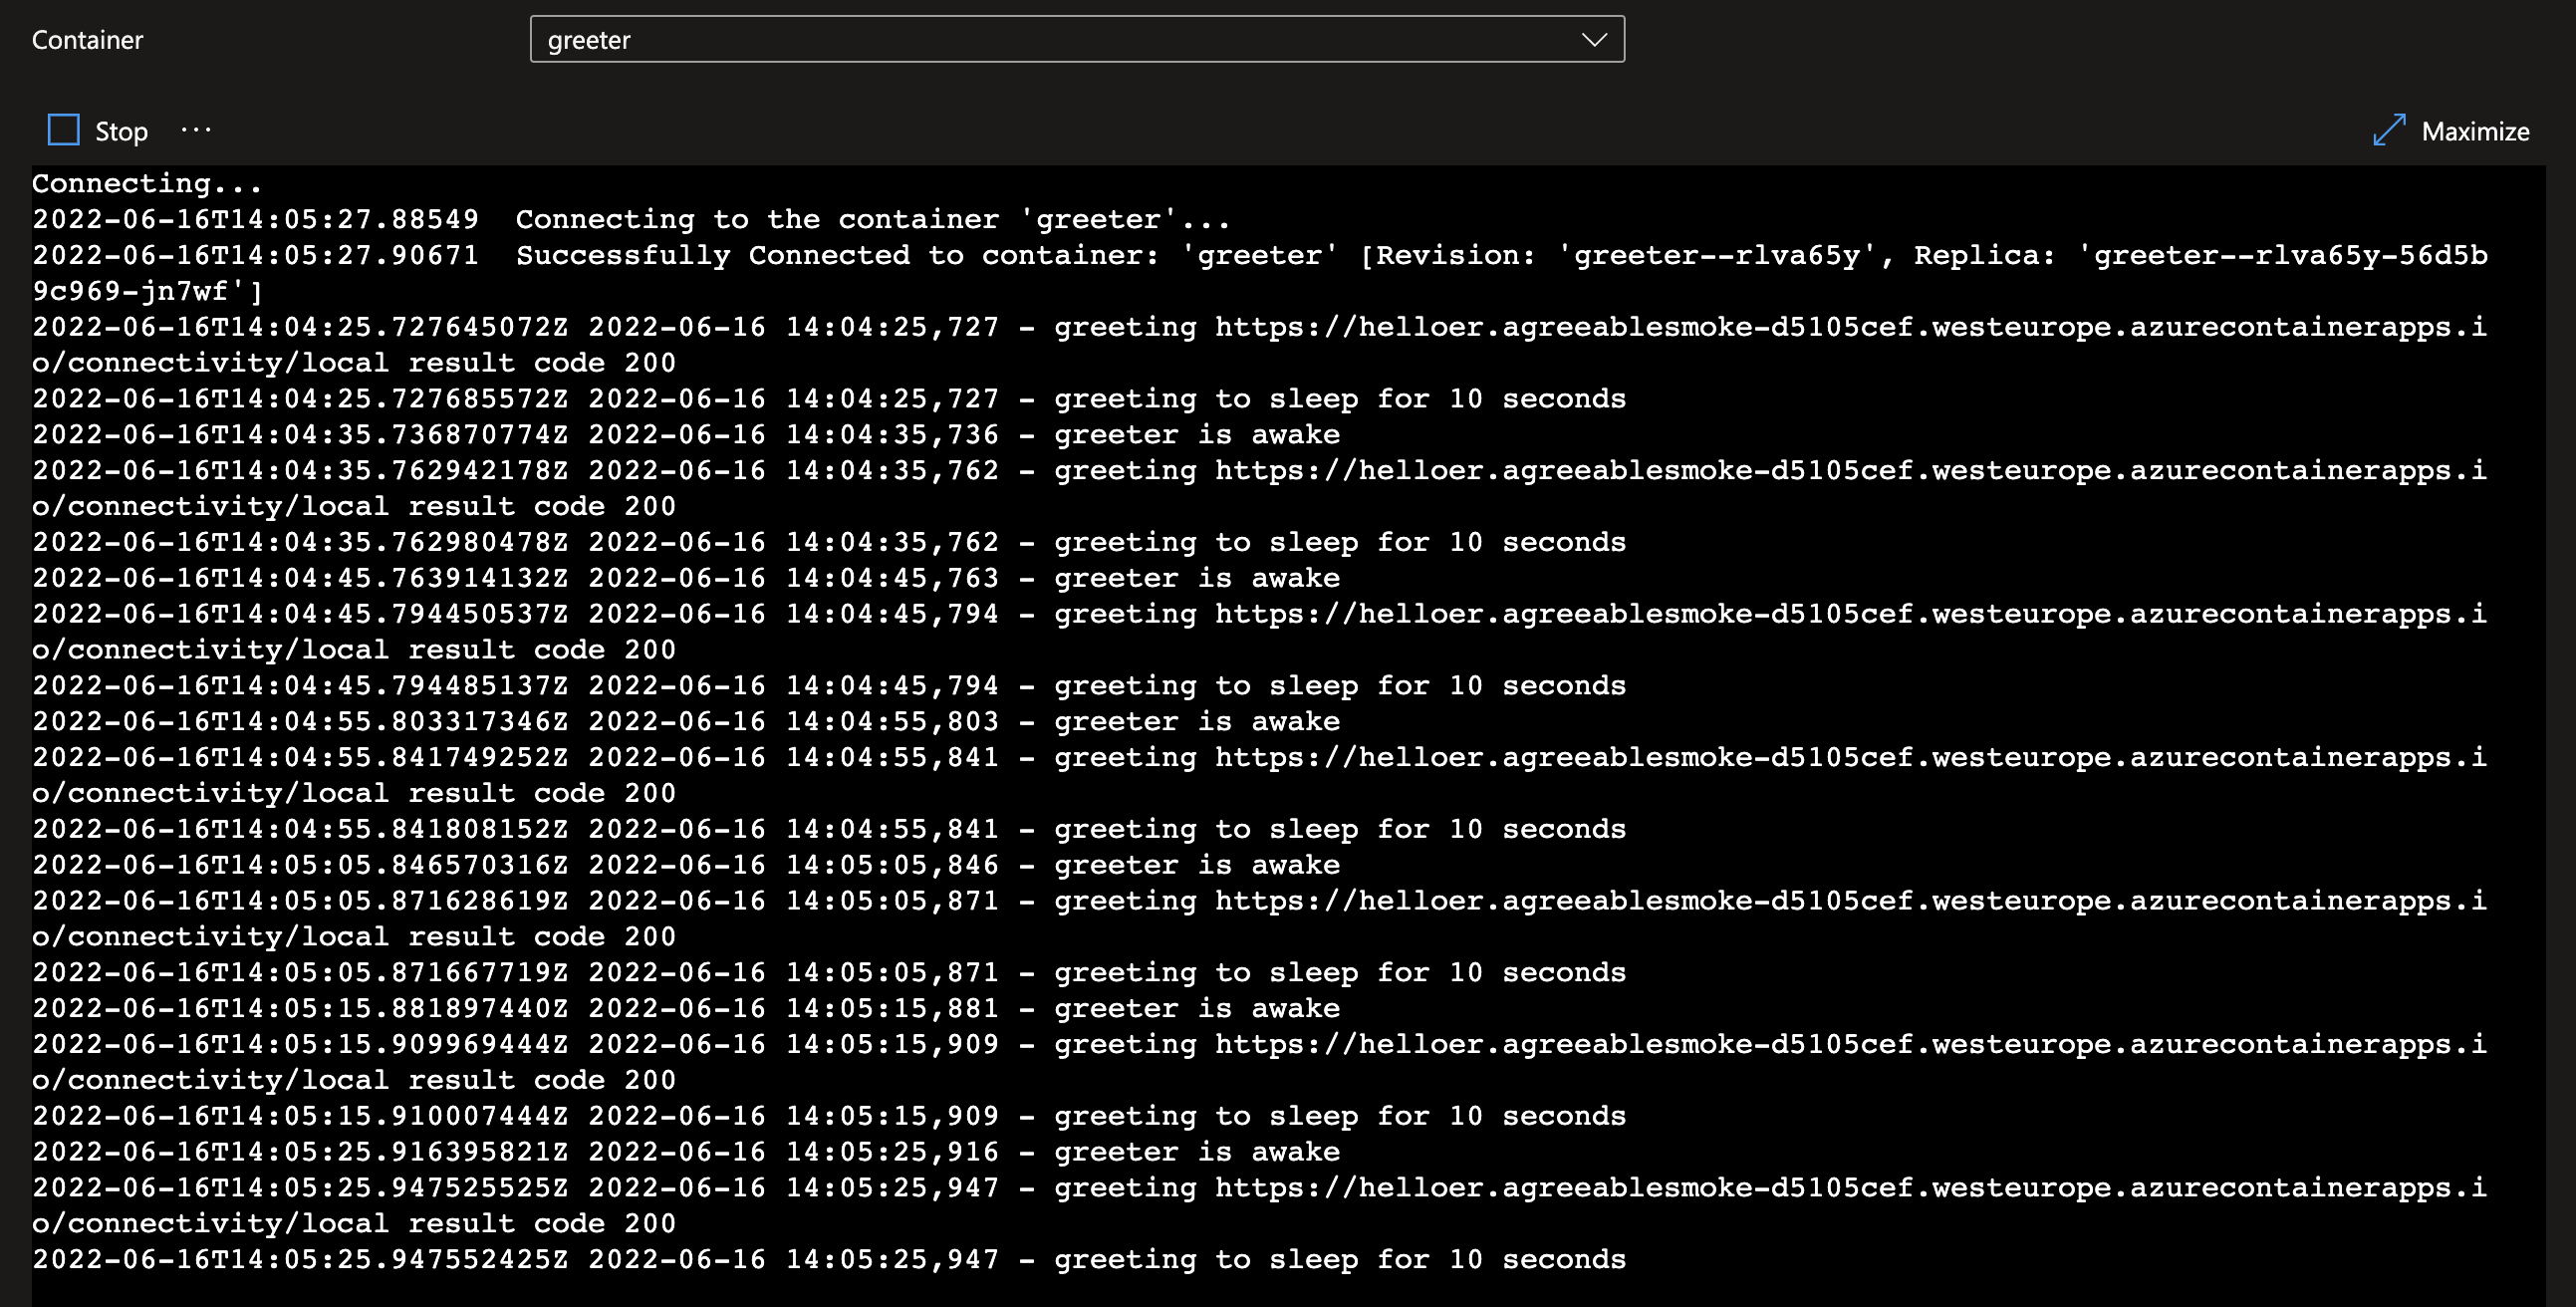 Container
greeter
Stop ...
Maximize
Connecting...
2022-06-16T14:05:27.88549  Connecting to the container 'greeter'...
2022-06-16T14:05:27.90671  Successfully Connected to container: 'greeter' [Revision: 'greeter--rlva65y', Replica: 'greeter--rlva65y-56d5b
9c969-jn7wf']
2022-06-16T14:04:25.727645072Z 2022-06-16 14:04:25,727 - greeting https://helloer.agreeablesmoke-d5105cef.westeurope.azurecontainerapps.i
o/connectivity/local result code 200
2022-06-16T14:04:25.727685572Z 2022-06-16 14:04:25,727 - greeting to sleep for 10 seconds
2022-06-16T14:04:35.736870774Z 2022-06-16 14:04:35,736 - greeter is awake
2022-06-16T14:04:35.762942178Z 2022-06-16 14:04:35,762 - greeting https://helloer.agreeablesmoke-d5105cef.westeurope.azurecontainerapps.i
o/connectivity/local result code 200
2022-06-16T14:04:35.762980478Z 2022-06-16 14:04:35,762 - greeting to sleep for 10 seconds
2022-06-16T14:04:45.763914132Z 2022-06-16 14:04:45,763 - greeter is awake
2022-06-16T14:04:45.794450537Z 2022-06-16 14:04:45,794 - greeting https://helloer.agreeablesmoke-d5105cef.westeurope.azurecontainerapps.i
o/connectivity/local result code 200
2022-06-16T14:04:45.794485137Z 2022-06-16 14:04:45,794 - greeting to sleep for 10 seconds
2022-06-16T14:04:55.803317346Z 2022-06-16 14:04:55,803 - greeter is awake
2022-06-16T14:04:55.841749252Z 2022-06-16 14:04:55,841 - greeting https://helloer.agreeablesmoke-d5105cef.westeurope.azurecontainerapps.i
o/connectivity/local result code 200
2022-06-16T14:04:55.841808152Z 2022-06-16 14:04:55,841 - greeting to sleep for 10 seconds
2022-06-16T14:05:05.846570316Z 2022-06-16 14:05:05,846 - greeter is awake
2022-06-16T14:05:05.871628619Z 2022-06-16 14:05:05,871 - greeting https://helloer.agreeablesmoke-d5105cef.westeurope.azurecontainerapps.i
o/connectivity/local result code 200
2022-06-16T14:05:05.871667719Z 2022-06-16 14:05:05,871 - greeting to sleep for 10 seconds
2022-06-16T14:05:15.881897440Z 2022-06-16 14:05:15,881 - greeter is awake
2022-06-16T14:05:15.909969444Z 2022-06-16 14:05:15,909 - greeting https://helloer.agreeablesmoke-d5105cef.westeurope.azurecontainerapps.i
o/connectivity/local result code 200
2022-06-16T14:05:15.910007444Z 2022-06-16 14:05:15,909 - greeting to sleep for 10 seconds
2022-06-16T14:05:25.916395821Z 2022-06-16 14:05:25,916 - greeter is awake
2022-06-16T14:05:25.947525525Z 2022-06-16 14:05:25,947 - greeting https://helloer.agreeablesmoke-d5105cef.westeurope.azurecontainerapps.i
o/connectivity/local result code 200
2022-06-16T14:05:25.947552425Z 2022-06-16 14:05:25,947 - greeting to sleep for 10 seconds